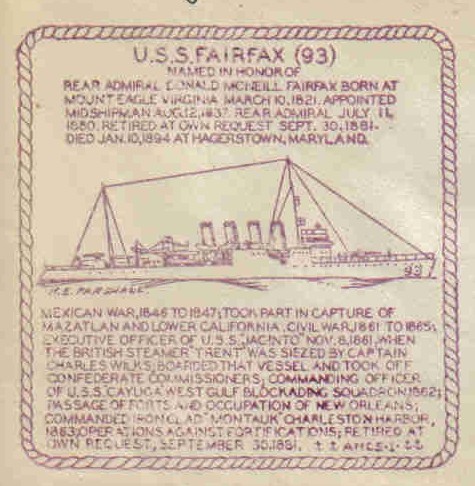 U.S.S. FAIRFAX (93)
NAMED IN HONOR OF
REAR ADMIRAL DONALD MCNEILL FAIRFAX BORN AT
MOUNT EAGLE VIRGINIA MARCH 10, 1821. APPOINTED
MIDSHIPMAN AUG. 12, 1837. REAR ADMIRAL JULY 11,
1880. RETIRED AT OWN REQUEST SEPT. 30, 1881.
DIED JAN. 10, 1894 AT HAGERSTOWN, MARYLAND.
93
MEXICAN WAR, 1846 TO 1847; TOOK PART IN CAPTURE OF
MAZATLAN AND LOWER CALIFORNIA. CIVIL WAR, 1861 TO 1865;
EXECUTIVE OFFICER OF U.S.S. "JACINTO" NOV. 8, 1861, WHEN
THE BRITISH STEAMER "TRENT" WAS SIEZED BY CAPTAIN
CHARLES WILKS; BOARDED THAT VESSEL AND TOOK OFF
CONFEDERATE COMMISSIONERS; COMMANDING OFFICER
OF U.S.S. CAYUGA WEST GULF BLOCKADING SQUADRON 1862;
PASSAGE OF FORTS AND OCCUPATION OF NEW ORLEANS;
COMMANDED IRONCLAD MONTAUK CHARLESTON HARBOR,
1863; OPERATIONS AGAINST FORTIFICATIONS; RETIRED AT
OWN REQUEST, SEPTEMBER 30, 1881.